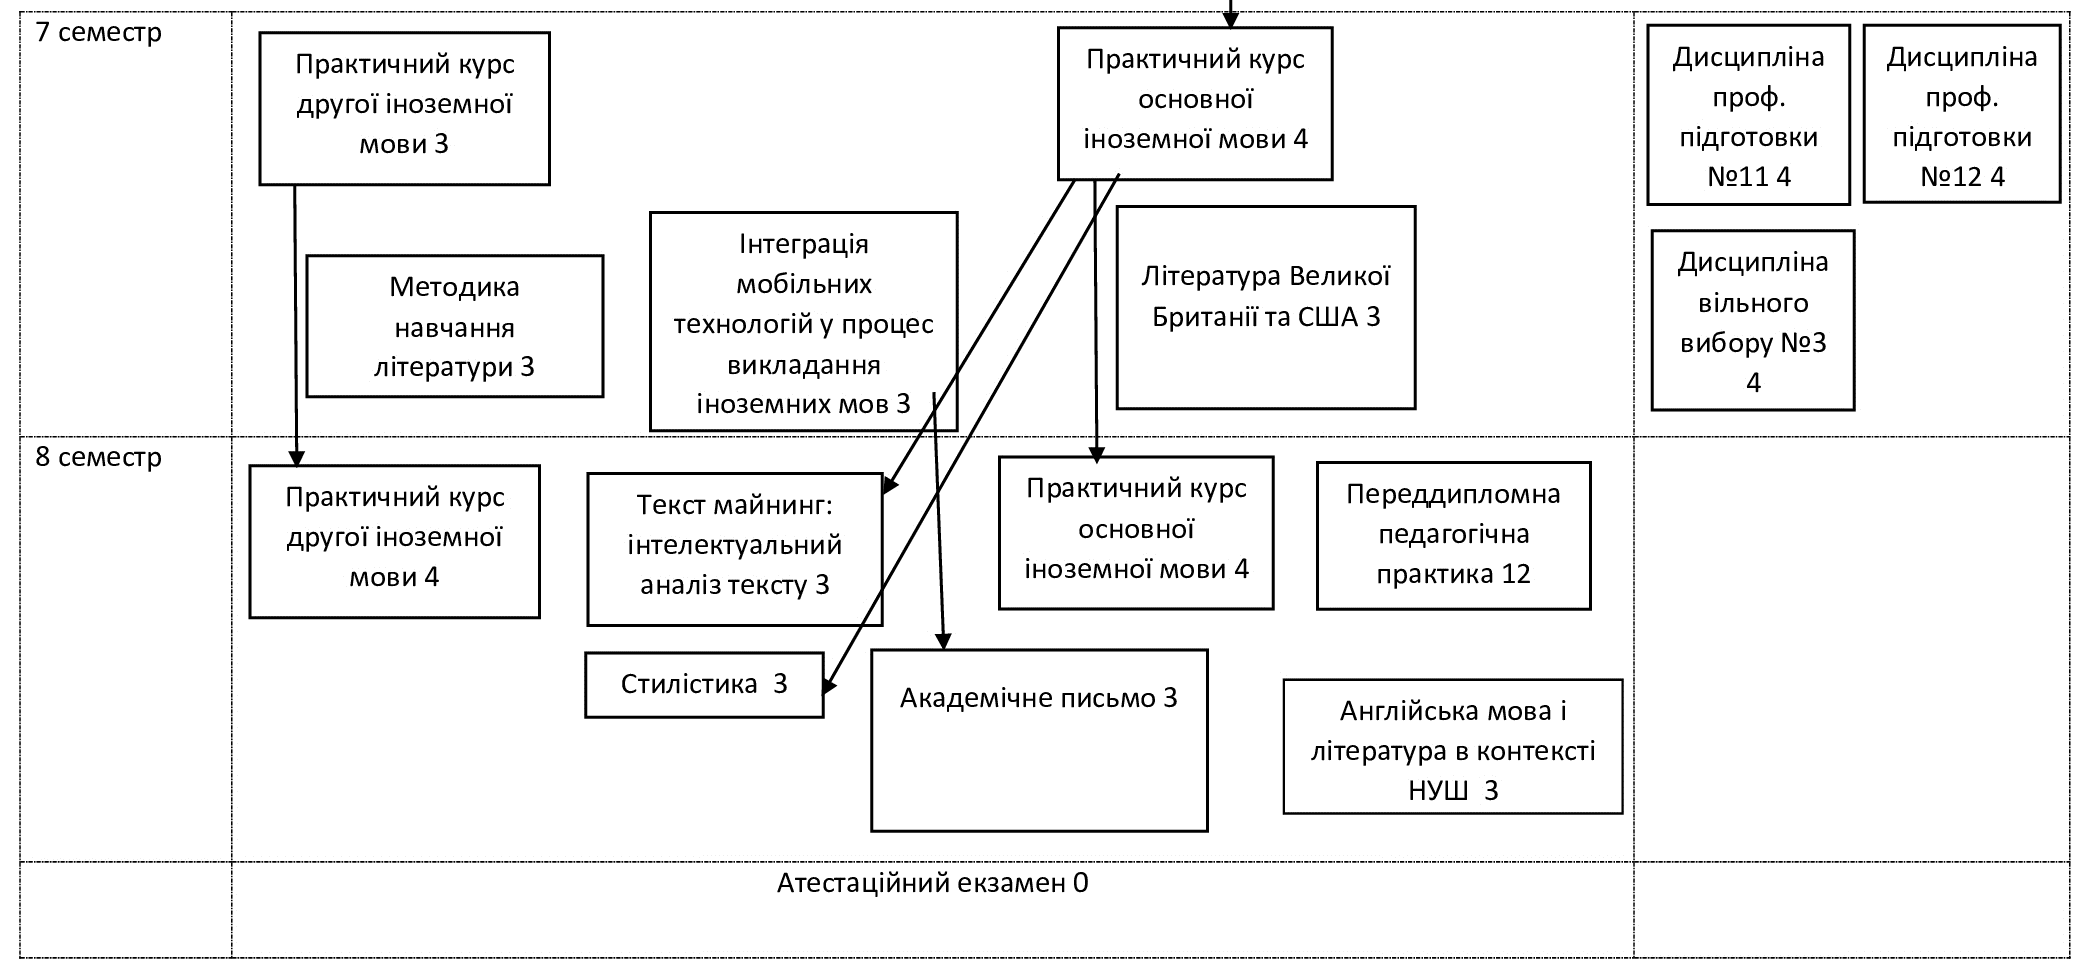 7 семестр
Практичний курс
другої іноземної
мови 3
Практичний курс
основної
іноземної мови 4
Дисципліна
проф.
підготовки
№11 4
Дисципліна
проф.
підготовки
№12 4
Методика
навчання
літератури 3
Інтеграція
мобільних
технологій у процес
викладання
іноземних мов 3
Література Великої
Британії та США 3
Дисципліна
вільного
вибору №3
4
8 семестр
Практичний курс
другої іноземної
мови 4
Текст майнинг:
інтелектуальний
аналіз тексту 3
Практичний курс
основної
іноземної мови 4
Переддипломна
педагогічна
практика 12
Стилістика  3
Академічне письмо 3
Англійська мова і
література в контексті
НУШ  3
Атестаційний екзамен 0